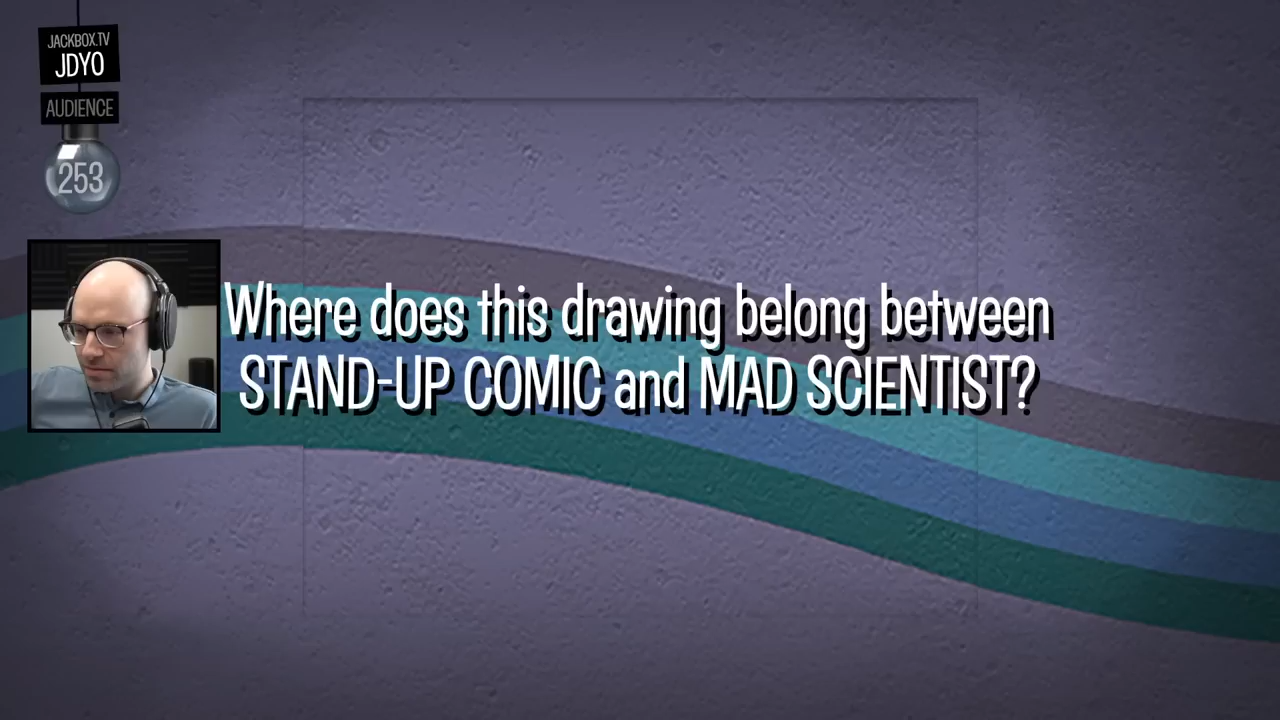 JACKBOX.TV
JDYO
AUDIENCE
253
Where does this drawing belong between
STAND-UP COMIC and MAD SCIENTIST?